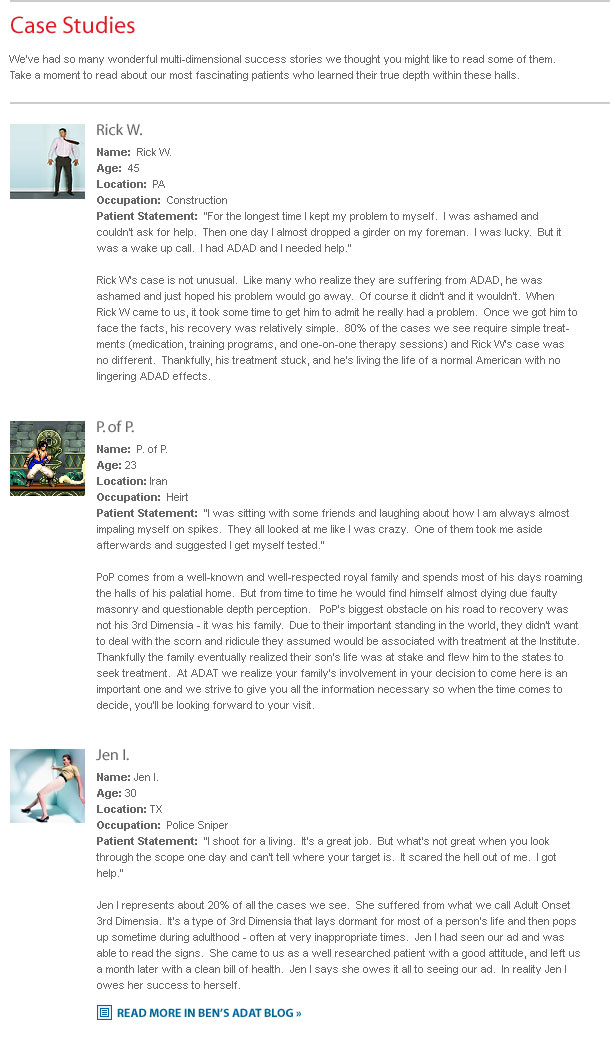 Case Studies
We've had so many wonderful multi-dimensional success stories we thought you might like to read some of them.
Take a moment to read about our most fascinating patients who learned their true depth within these halls.
Rick W.
Name: Rick W.
Age: 45
Location: PA
Occupation: Construction
Patient Statement: "For the longest time I kept my problem to myself. I was ashamed and
couldn't ask for help. Then one day I almost dropped a girder on my foreman. I was lucky. But it
was a wake up call. I had ADAD and I needed help."
Rick W's case is not unusual. Like many who realize they are suffering from ADAD, he was
ashamed and just hoped his problem would go away. Of course it didn't and it wouldn't. When
Rick W came to us, it took some time to get him to admit he really had a problem. Once we got him to
face the facts, his recovery was relatively simple. 80% of the cases we see require simple treat-
ments (medication, training programs, and one-on-one therapy sessions) and Rick W's case was
no different. Thankfully, his treatment stuck, and he's living the life of a normal American with no
lingering ADAD effects.
P. of P.
Name: P. of P.
Age: 23
Location: Iran
Occupation: Heirt
Patient Statement: "I was sitting with some friends and laughing about how I am always almost
impaling myself on spikes. They all looked at me like I was crazy. One of them took me aside
afterwards and suggested I get myself tested."
PoP comes from a well-known and well-respected royal family and spends most of his days roaming
the halls of his palatial home. But from time to time he would find himself almost dying due faulty
masonry and questionable depth perception. PoP's biggest obstacle on his road to recovery was
not his 3rd Dimensia - it was his family. Due to their important standing in the world, they didn't want
to deal with the scorn and ridicule they assumed would be associated with treatment at the Institute.
Thankfully the family eventually realized their son's life was at stake and flew him to the states to
seek treatment. At ADAT we realize your family's involvement in your decision to come here is an
important one and we strive to give you all the information necessary so when the time comes to
decide, you'll be looking forward to your visit.
Jen I.
Name: Jen I.
Age: 30
Location: TX
Occupation: Police Sniper
Patient Statement: "I shoot for a living. It's a great job. But what's not great when you look
through the scope one day and can't tell where your target is. It scared the hell out of me. I got
help."
Jen I represents about 20% of all the cases we see. She suffered from what we call Adult Onset
3rd Dimensia. It's a type of 3rd Dimensia that lays dormant for most of a person's life and then pops
up sometime during adulthood - often at very inappropriate times. Jen I had seen our ad and was
able to read the signs. She came to us as a well researched patient with a good attitude, and left us
a month later with a clean bill of health. Jen I says she owes it all to seeing our ad. In reality Jen I
owes her success to herself.
READ MORE IN BEN'S ADAT BLOG »